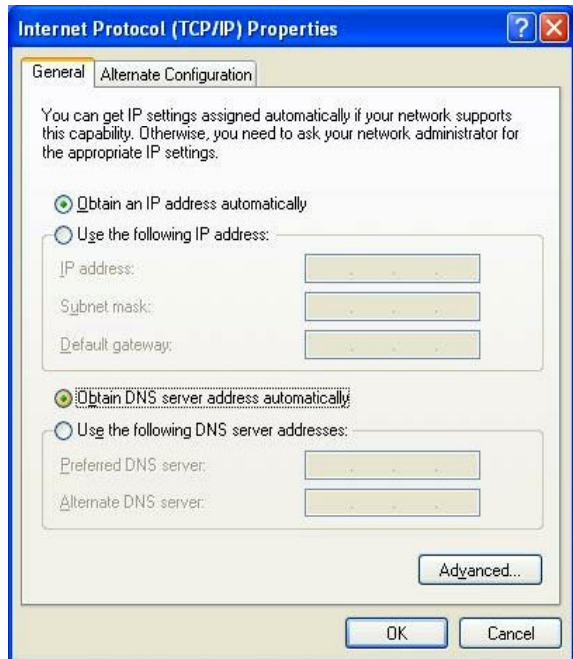 Internet Protocol (TCP/IP) Properties
General
Alternate Configuration
You can get IP settings assigned automatically if your network supports
this capability. Otherwise, you need to ask your network administrator for
the appropriate IP settings.
Obtain an IP address automatically
Use the following IP address:
IP address:
Subnet mask:
Default gateway:
Obtain DNS server address automatically
Use the following DNS server addresses:
Preferred DNS server:
Alternate DNS server:
Advanced...
OK
Cancel